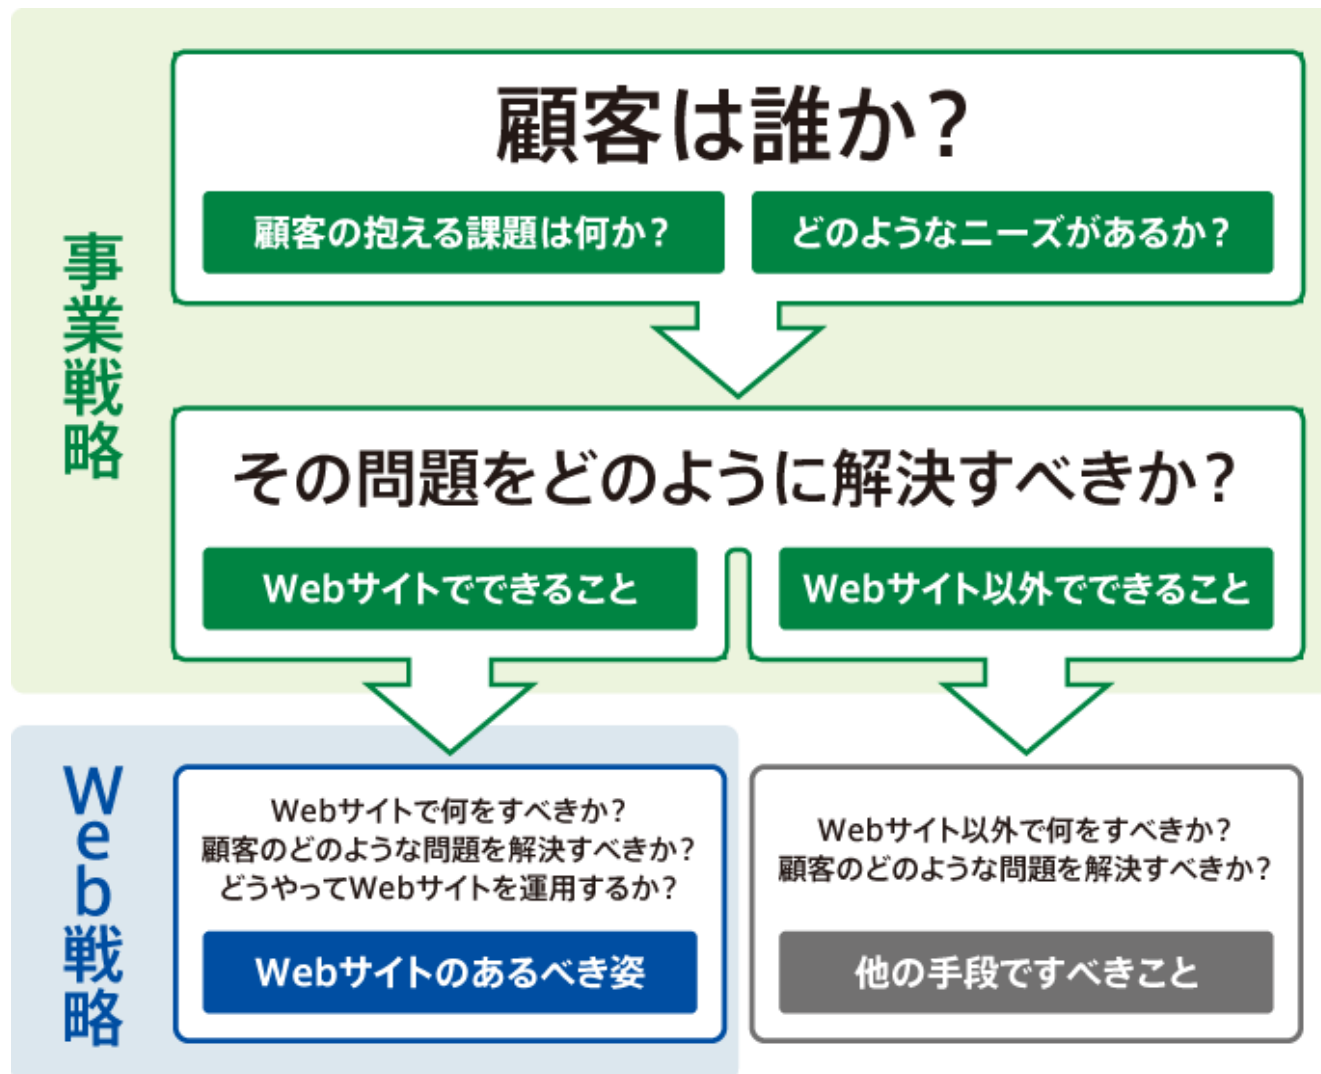 事業戦略
顧客は誰か？
顧客の抱える課題は何か？
どのようなニーズがあるか？
その問題をどのように解決すべきか？
Webサイトでできること
Webサイト以外でできること
Web戦略
Webサイトで何をすべきか？
顧客のどのような問題を解決すべきか？
どうやってWebサイトを運用するか？
Webサイトのあるべき姿
Webサイト以外で何をすべきか？
顧客のどのような問題を解決すべきか？
他の手段ですべきこと